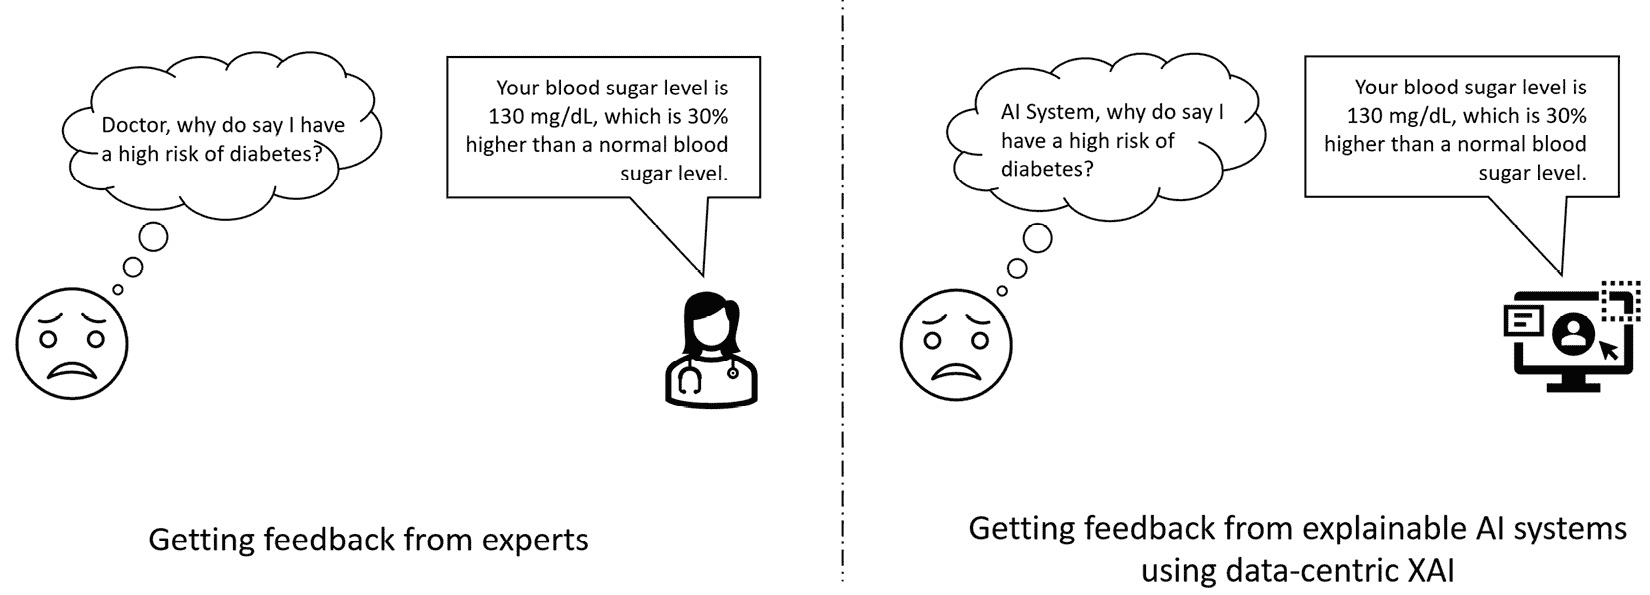 Doctor, why do say I have
a high risk of diabetes?
Your blood sugar level is
130 mg/dL, which is 30%
higher than a normal blood
sugar level.
Getting feedback from experts
AI System, why do say I
have a high risk of
diabetes?
Your blood sugar level is
130 mg/dL, which is 30%
higher than a normal blood
sugar level.
Getting feedback from explainable AI systems
using data-centric XAI